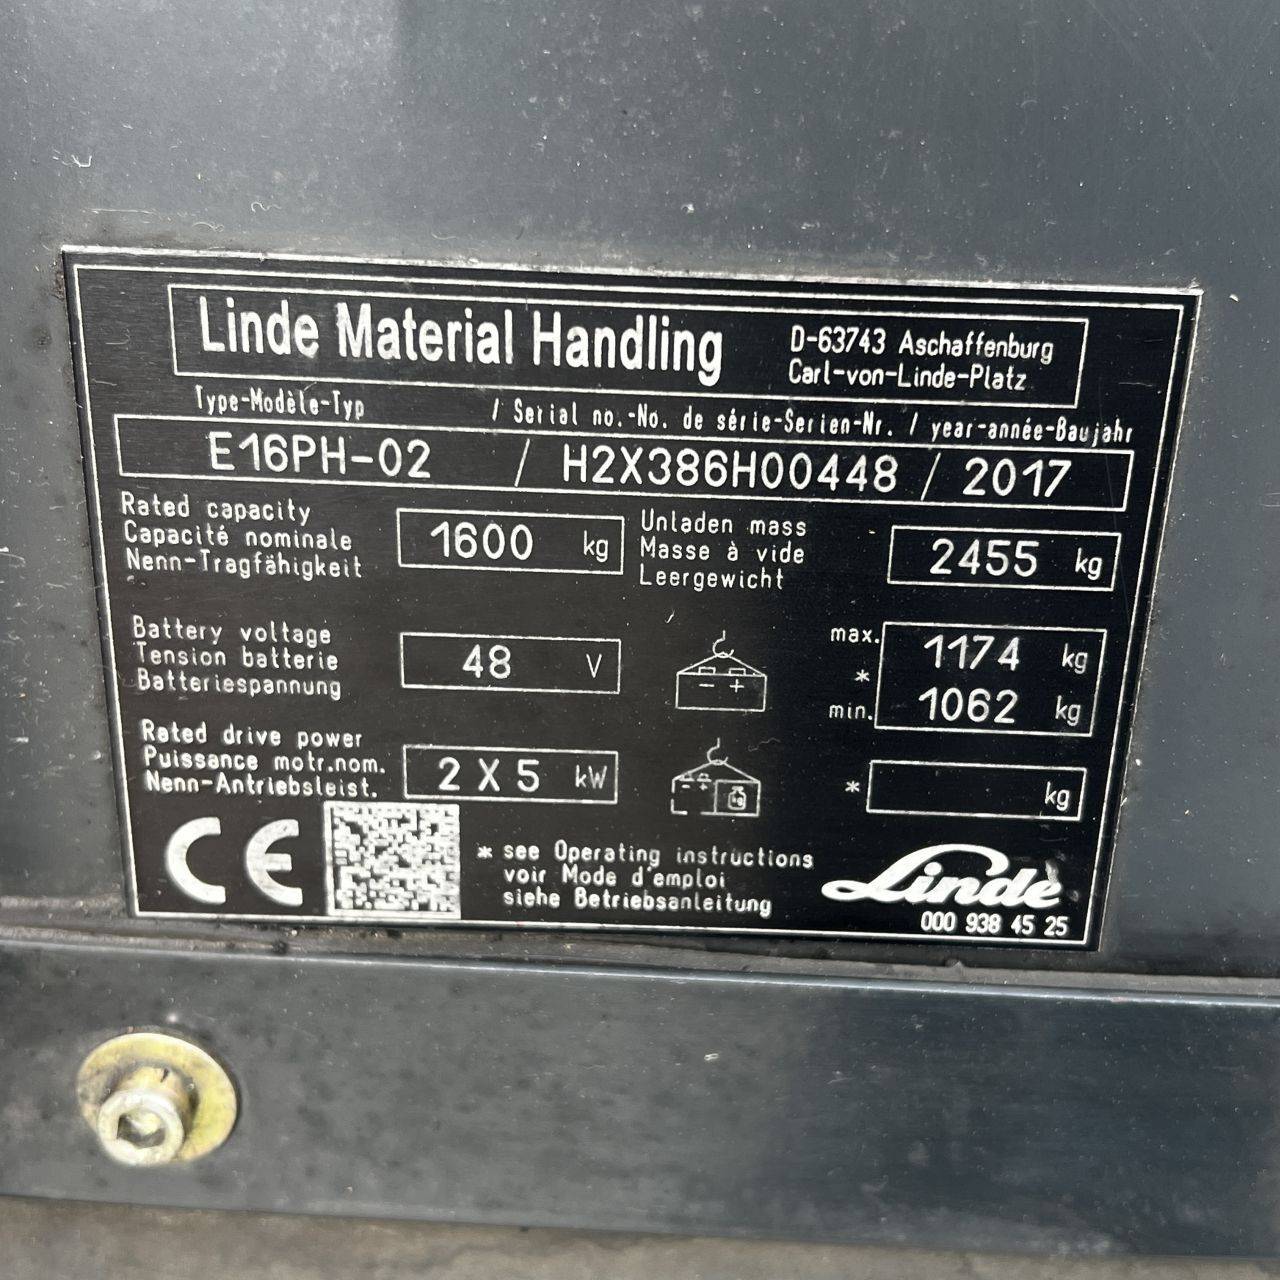 Linde Material Handling
D-63743 Aschaffenburg
Carl-von-Linde-Platz
Type-Modèle-Typ / Serial no.-No. de série-Serien-Nr. / year-année-Baujahr
E16PH-02 / H2X386H00448 / 2017
Rated capacity
Capacité nominale
Nenn-Tragfähigkeit
1600 kg
Unladen mass
Masse à vide
Leergewicht
2455 kg
Battery voltage
Tension batterie
Batteriespannung
48 V
- +
max. 1174 kg
*
min. 1062 kg
Rated drive power
Puissance motr.nom.
Nenn-Antriebsleist.
2 X 5 kW
- +
kg
* kg
CE
* see Operating instructions
voir Mode d'emploi
siehe Betriebsanleitung
Linde
000 938 45 25